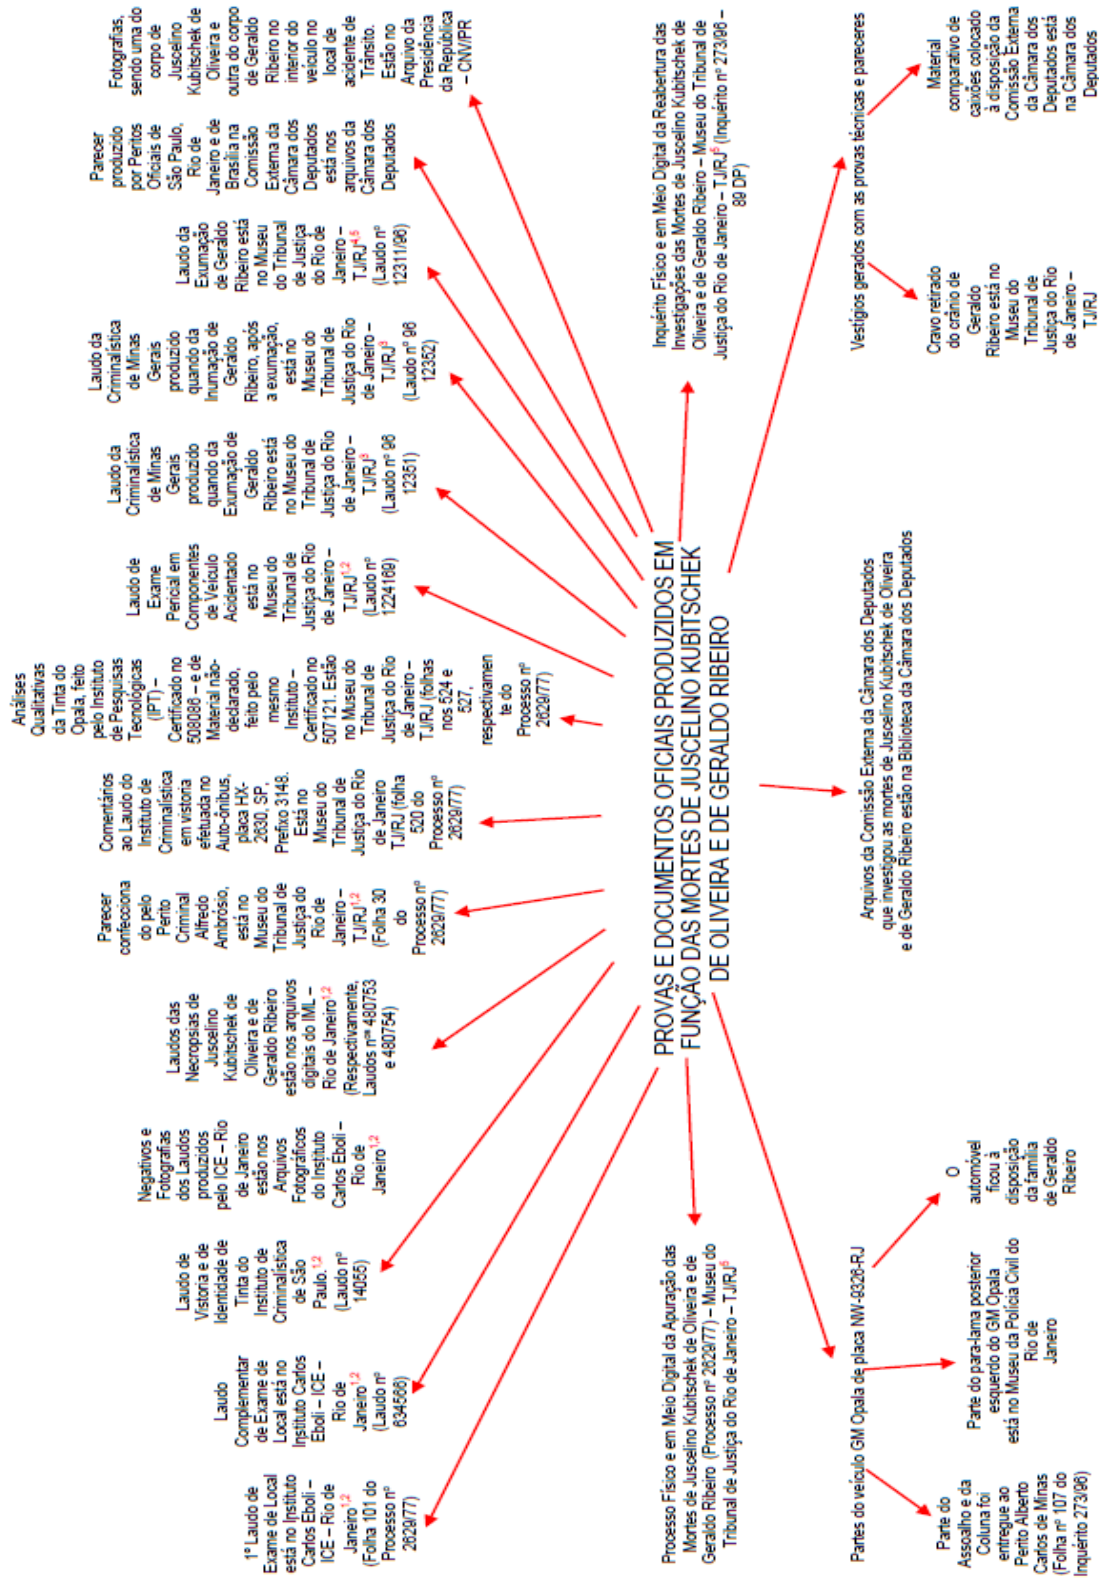 1º Laudo de
Exame de Local
está no Instituto
Carlos Eboli –
ICE – Rio de
Janeiro1,2
(Folha 101 do
Processo nº
2629/77)
Laudo
Complementar
de Exame de
Local está no
Instituto Carlos
Eboli – ICE –
Rio de
Janeiro1,2
(Laudo nº
634566)
Laudo de
Vistoria e de
Identidade de
Tinta do
Instituto de
Criminalística
de São
Paulo.1,2
(Laudo nº
14055)
Negativos e
Fotografias
dos Laudos
produzidos
pelo ICE – Rio
de Janeiro
estão nos
Arquivos
Fotográficos
do Instituto
Carlos Eboli –
Rio de
Janeiro1,2
Laudos das
Necropsias de
Juscelino
Kubitschek de
Oliveira e de
Geraldo Ribeiro
estão nos arquivos
digitais do IML –
Rio de Janeiro1,2
(Respectivamente,
Laudos nºs 480753
e 480754)
Parecer
confecciona
do pelo
Perito
Criminal
Alfredo
Ambrósio,
está no
Museu do
Tribunal de
Justiça do
Rio de
Janeiro –
TJ/RJ1,2
(Folha 30
do
Processo nº
2629/77)
Comentários
ao Laudo do
Instituto de
Criminalística
em vistoria
efetuada no
Auto-ônibus,
placa HX-
2630, SP,
Prefixo 3148.
Está no
Museu do
Tribunal de
Justiça do Rio
de Janeiro
TJ/RJ (folha
520 do
Processo nº
2629/77)
Análises
Qualitativas
da Tinta do
Opala, feito
pelo Instituto
de Pesquisas
Tecnológicas
(IPT) –
Certificado no
508086 – e de
Material não-
declarado,
feito pelo
mesmo
Instituto –
Certificado no
507121. Estão
no Museu do
Tribunal de
Justiça do Rio
de Janeiro –
TJ/RJ (folhas
nos 524 e
527,
respectivamen
te do
Processo nº
2629/77)
Laudo de
Exame
Pericial em
Componentes
de Veículo
Acidentado
está no
Museu do
Tribunal de
Justiça do Rio
de Janeiro –
TJ/RJ1,2
(Laudo nº
1224169)
Laudo da
Criminalística
de Minas
Gerais
produzido
quando da
Exumação de
Geraldo
Ribeiro está
no Museu do
Tribunal de
Justiça do Rio
de Janeiro –
TJ/RJ3
(Laudo nº 96
12351)
Laudo da
Criminalística
de Minas
Gerais
produzido
quando da
Inumação de
Geraldo
Ribeiro, após
a exumação,
está no
Museu do
Tribunal de
Justiça do Rio
de Janeiro –
TJ/RJ3
(Laudo nº 96
12352)
Laudo da
Exumação
de Geraldo
Ribeiro está
no Museu
do Tribunal
de Justiça
do Rio de
Janeiro –
TJ/RJ4,5
(Laudo nº
12311/96)
Parecer
produzido
por Peritos
Oficiais de
São Paulo,
Rio de
Janeiro e de
Brasília na
Comissão
Externa da
Câmara dos
Deputados
está nos
arquivos da
Câmara dos
Deputados
Fotografias,
sendo uma do
corpo de
Juscelino
Kubitschek de
Oliveira e
outra do corpo
de Geraldo
Ribeiro no
interior do
veículo no
local de
acidente de
Trânsito.
Estão no
Arquivo da
Presidência
da República
– CNV/PR
PROVAS E DOCUMENTOS OFICIAIS PRODUZIDOS EM
FUNÇÃO DAS MORTES DE JUSCELINO KUBITSCHEK
DE OLIVEIRA E DE GERALDO RIBEIRO
Processo Físico e em Meio Digital da Apuração das
Mortes de Juscelino Kubitschek de Oliveira e de
Geraldo Ribeiro (Processo nº 2629/77) – Museu do
Tribunal de Justiça do Rio de Janeiro – TJ/RJ5
Inquérito Físico e em Meio Digital da Reabertura das
Investigações das Mortes de Juscelino Kubitschek de
Oliveira e de Geraldo Ribeiro – Museu do Tribunal de
Justiça do Rio de Janeiro – TJ/RJ5 (Inquérito nº 273/96 –
89 DP)
Partes do veículo GM Opala de placa NW-9326-RJ
Parte do
Assoalho e da
Coluna foi
entregue ao
Perito Alberto
Carlos de Minas
(Folha nº 107 do
Inquérito 273/96)
Parte do para-lama posterior
esquerdo do GM Opala
está no Museu da Polícia Civil do
Rio de
Janeiro
O
automóvel
ficou à
disposição
da família
de Geraldo
Ribeiro
Arquivos da Comissão Externa da Câmara dos Deputados
que investigou as mortes de Juscelino Kubitschek de Oliveira
e de Geraldo Ribeiro estão na Biblioteca da Câmara dos Deputados
Vestígios gerados com as provas técnicas e pareceres
Cravo retirado
do crânio de
Geraldo
Ribeiro está no
Museu do
Tribunal de
Justiça do Rio
de Janeiro –
TJ/RJ
Material
comparativo de
caixões colocado
à disposição da
Comissão Externa
da Câmara dos
Deputados está
na Câmara dos
Deputados